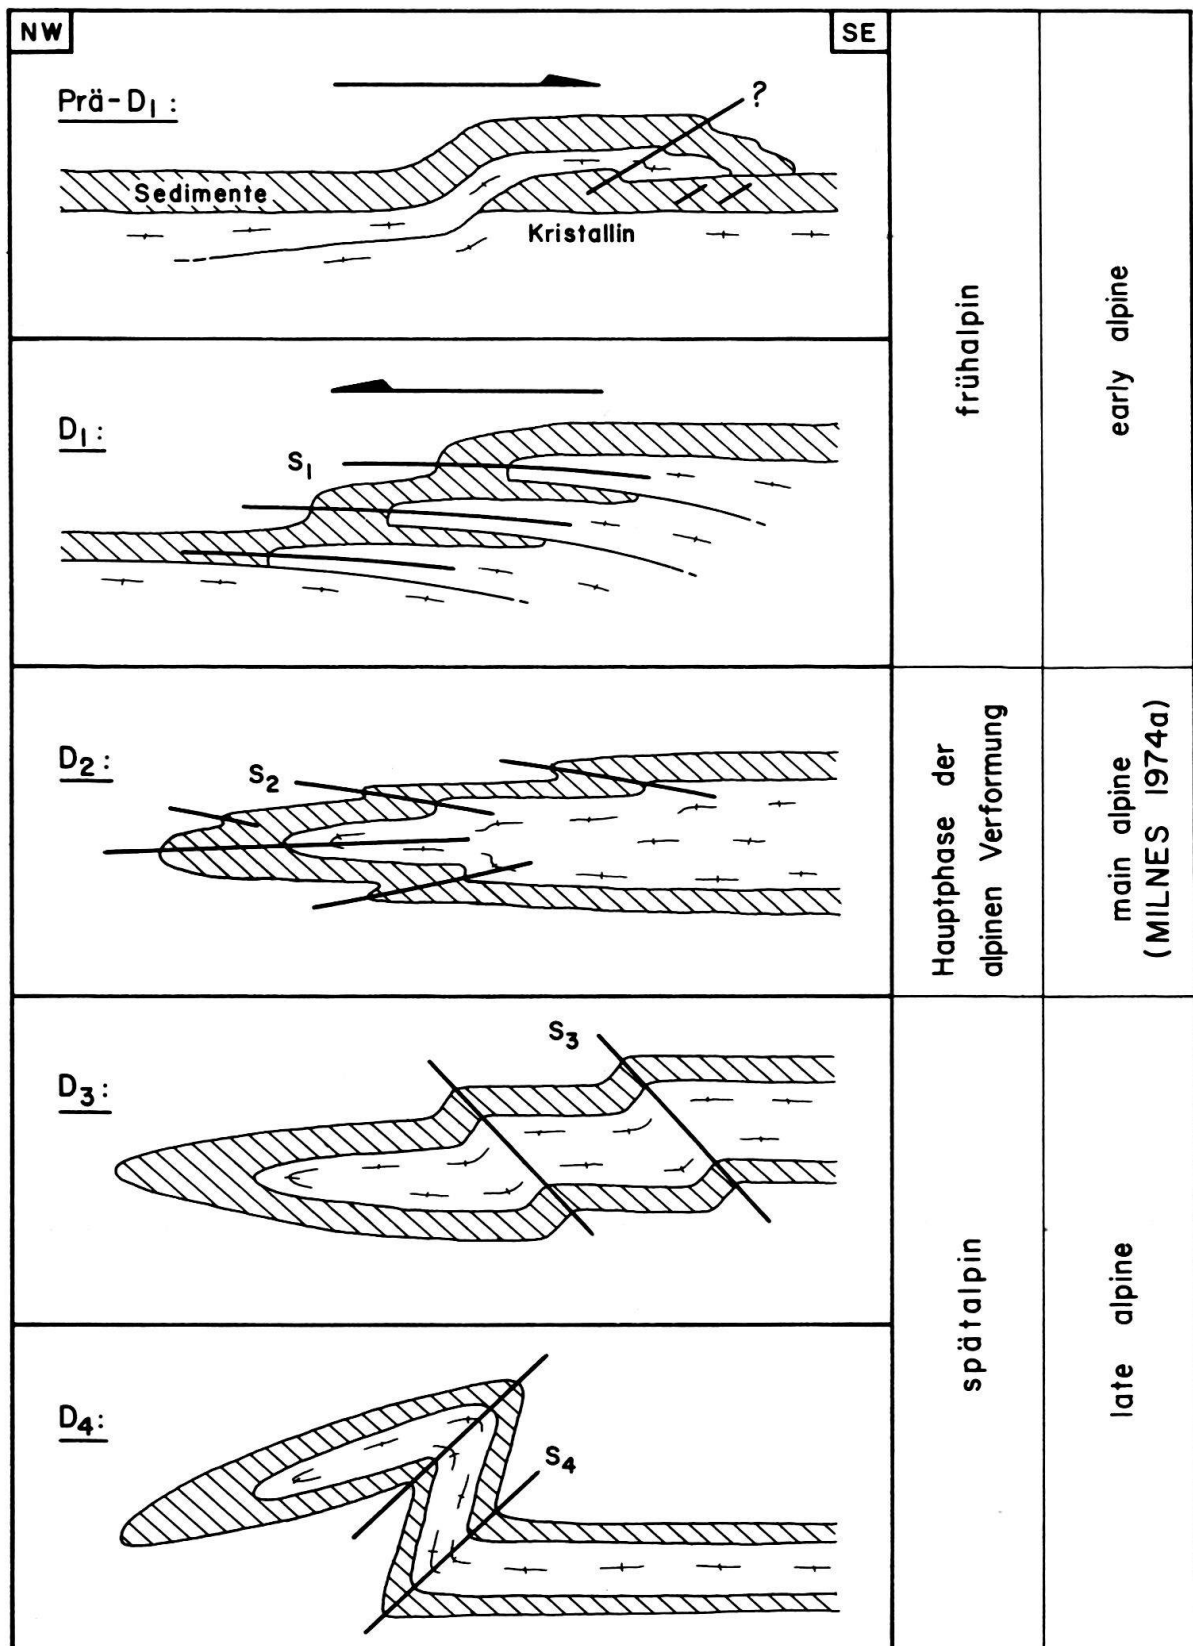 NW
SE
Prä-D₁:
?
Sedimente
Kristallin
D₁:
S₁
frühalpin
early alpine
D₂:
S₂
Hauptphase der
alpinen Verformung
main alpine
(MILNES 1974a)
D₃:
S₃
D₄:
S₄
spätalpin
late alpine